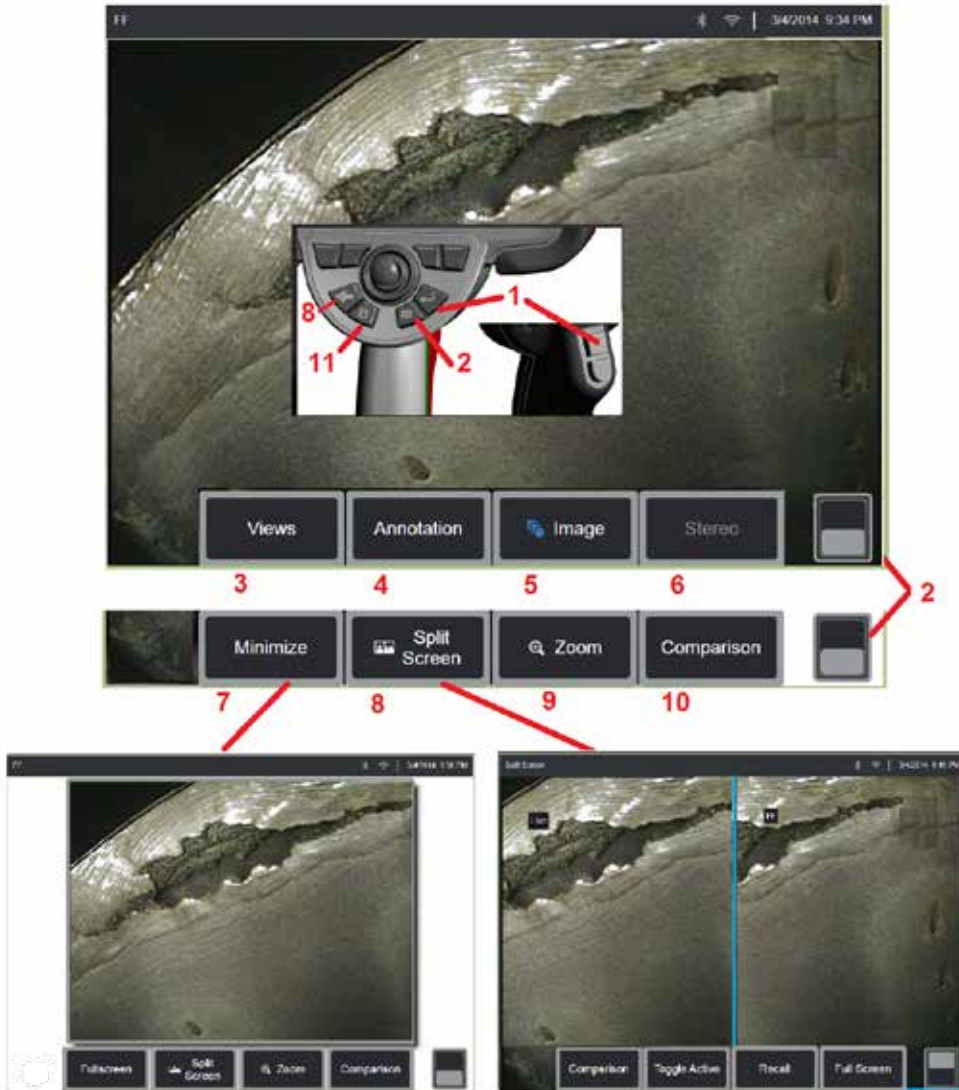 FF
3/4/2014 9:34 PM
8
11
2
1
Views
Annotation
Image
Stereo
3
4
5
6
2
Minimize
Split
Screen
Zoom
Comparison
7
8
9
10
FF
Split Screen
FF
Fullscreen
Split
Screen
Zoom
Comparison
Comparison
Toggle Active
Recall
Full Screen